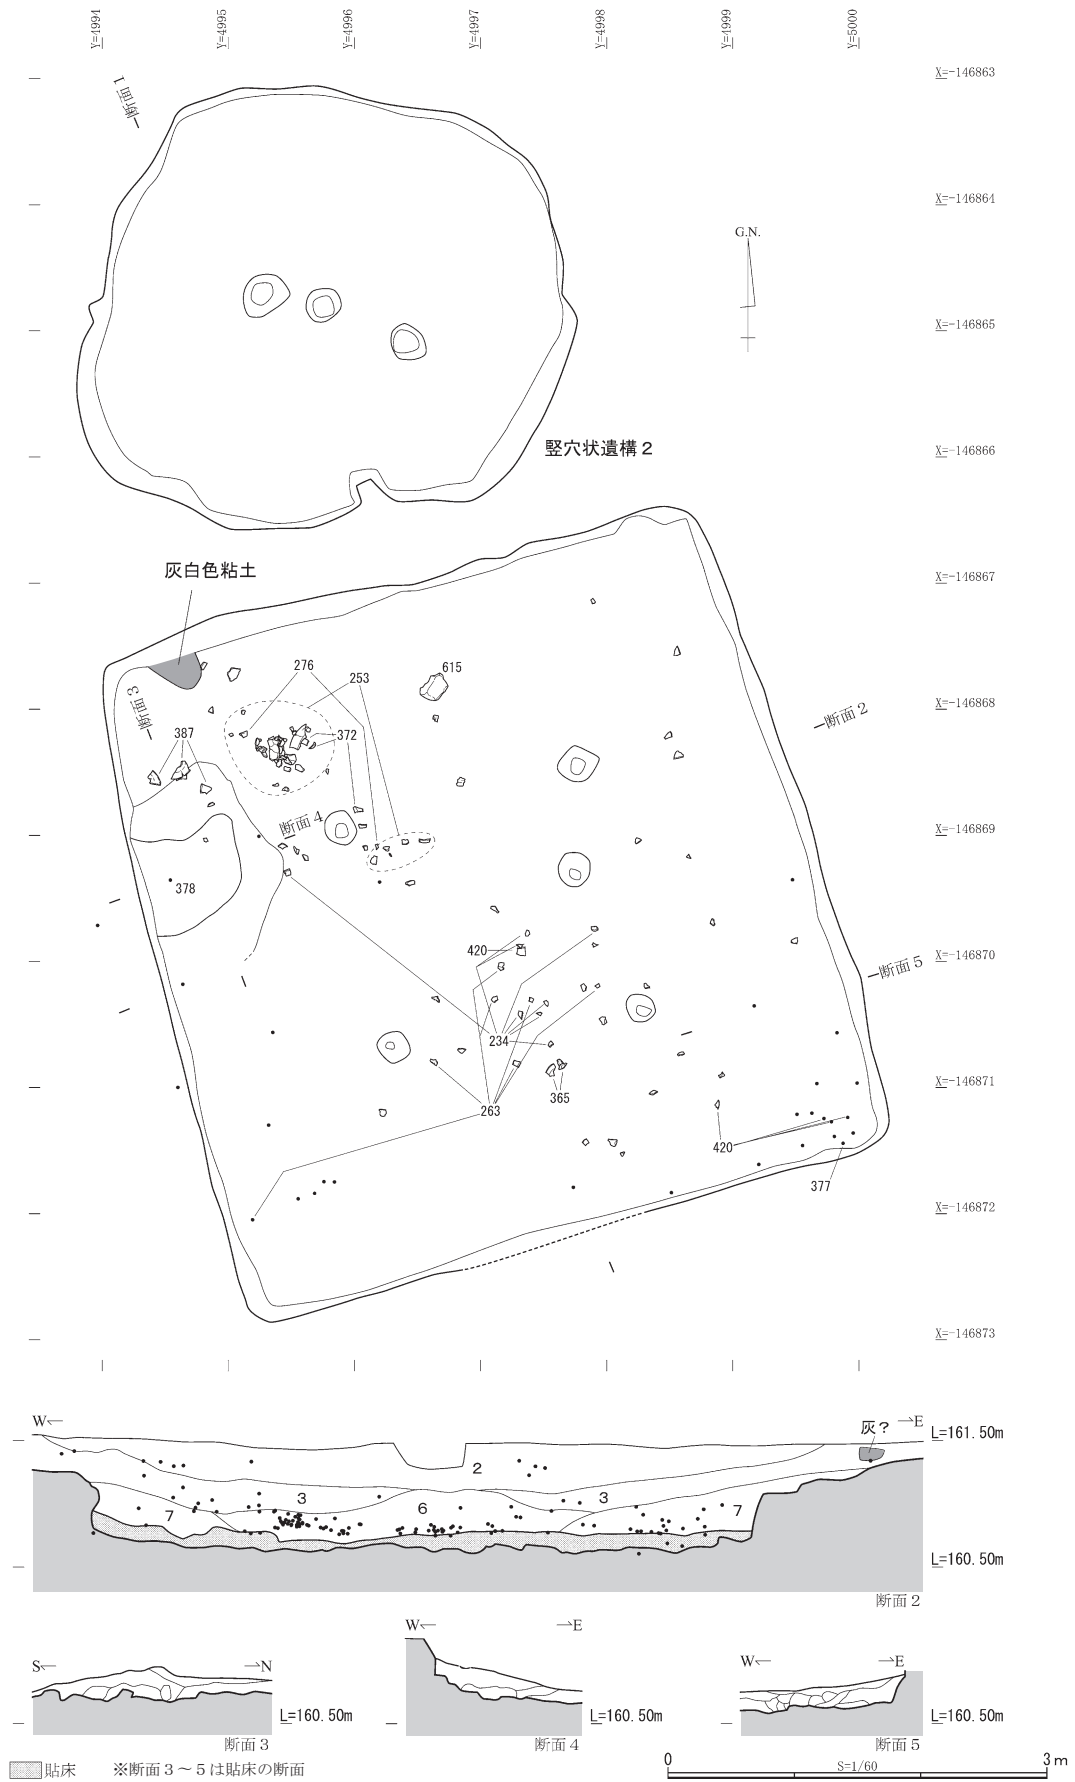 Y=4994
Y=4995
Y=4996
Y=4997
Y=4998
Y=4999
Y=5000
X=-146863
断面1
X=-146864
G.N.
X=-146865
竪穴状遺構2
X=-146866
灰白色粘土
X=-146867
276
253
615
断面3
387
372
断面2
X=-146868
断面4
X=-146869
378
420
X=-146870
断面5
234
263
365
X=-146871
420
377
X=-146872
X=-146873
W←
灰?
→E
L=161.50m
2
3
3
6
7
7
L=160.50m
断面2
S←
→N
L=160.50m
断面3
W←
→E
L=160.50m
断面4
W←
→E
L=160.50m
断面5
貼床
※断面3~5は貼床の断面
0
S=1/60
3m